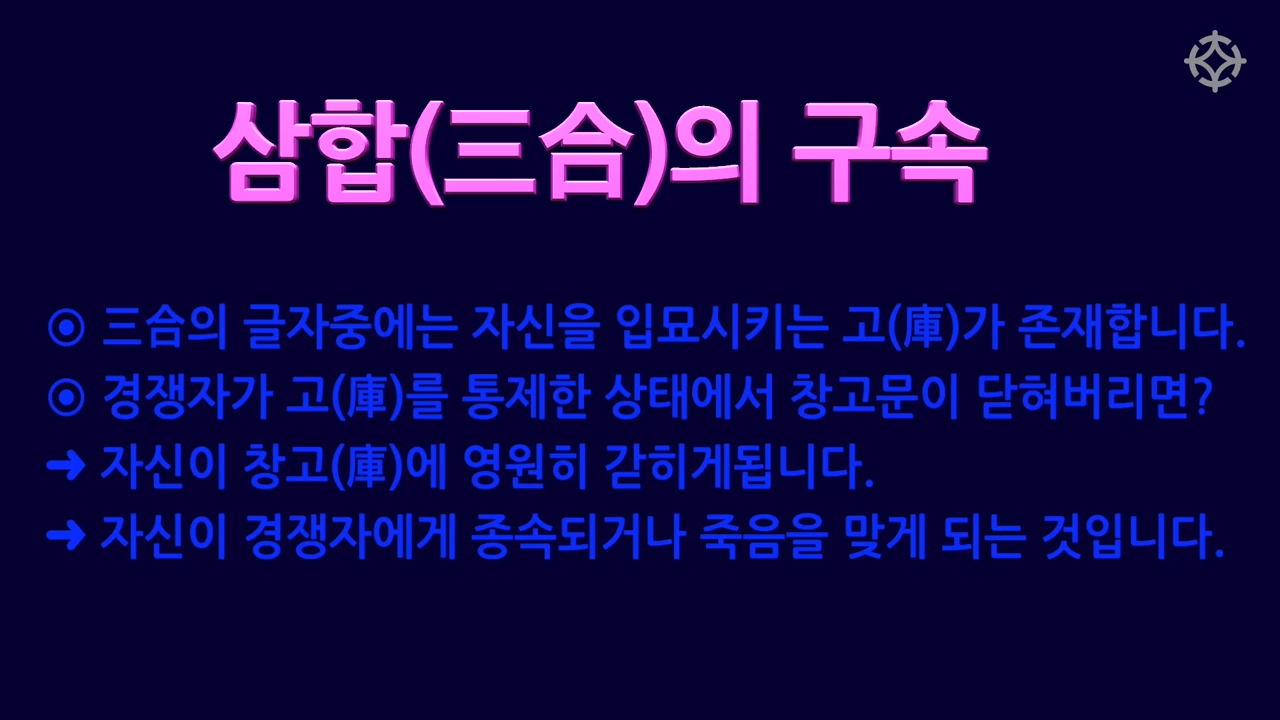 삼합(三合)의 구속
⊙ 三合의 글자중에는 자신을 입묘시키는 고(庫)가 존재합니다.
⊙ 경쟁자가 고(庫)를 통제한 상태에서 창고문이 닫혀버리면?
➜ 자신이 창고(庫)에 영원히 갇히게됩니다.
➜ 자신이 경쟁자에게 종속되거나 죽음을 맞게 되는 것입니다.